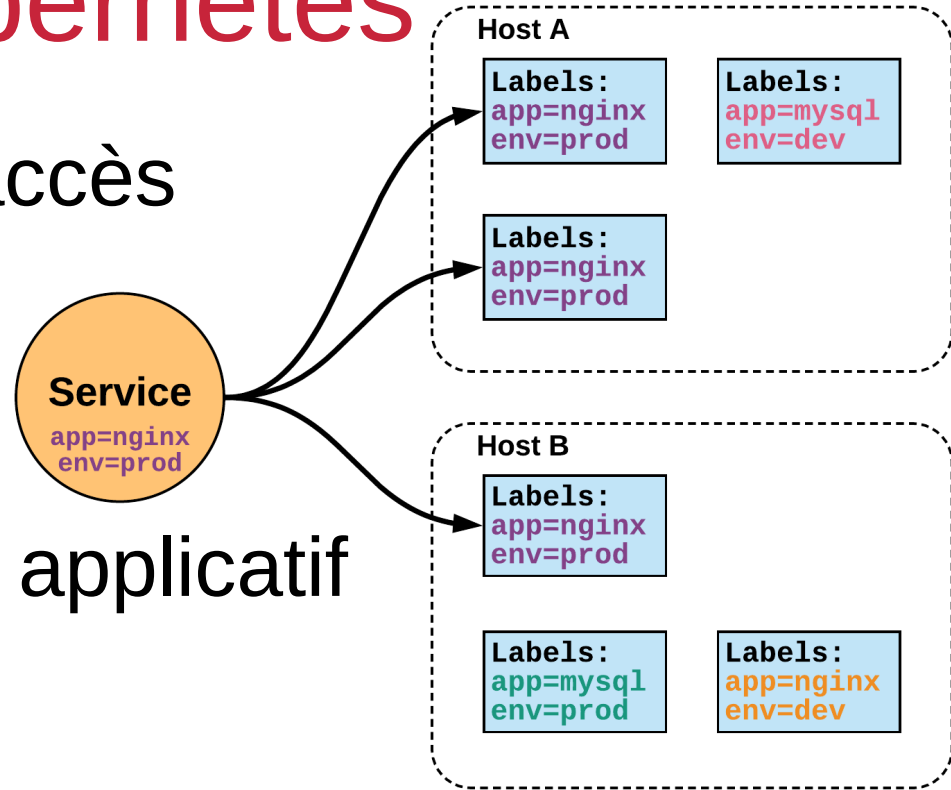 Host A
Labels:
app=nginx
env=prod
Labels:
app=mysql
env=dev
Labels:
app=nginx
env=prod
Service
app=nginx
env=prod
applicatif
Host B
Labels:
app=nginx
env=prod
Labels:
app=mysql
env=prod
Labels:
app=nginx
env=dev